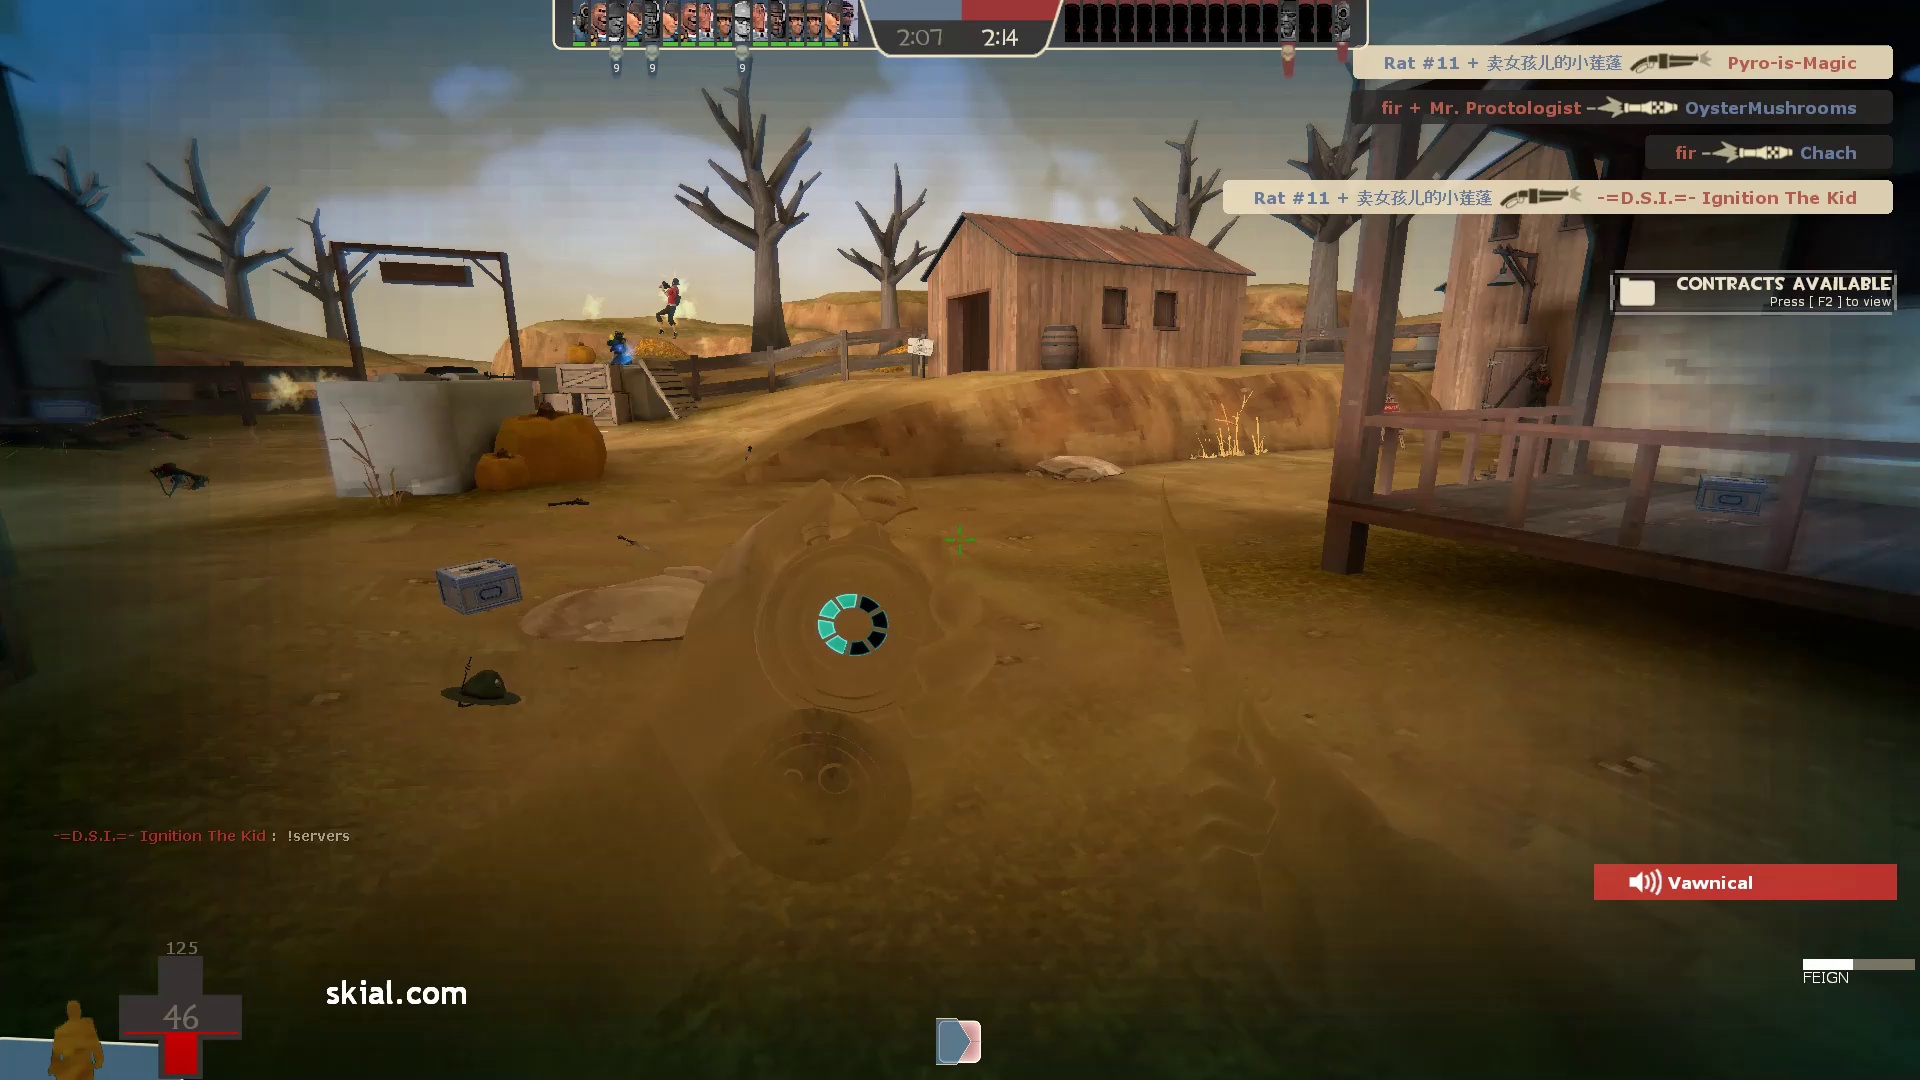 2:07 2:14
9 9 9
Rat #11 + 卖女孩儿的小莲蓬 Pyro-is-Magic
fir + Mr. Proctologist OysterMushrooms
fir Chach
Rat #11 + 卖女孩儿的小莲蓬 -=D.S.I.=- Ignition The Kid
CONTRACTS AVAILABLE
Press [ F2 ] to view
-=D.S.I.=- Ignition The Kid : !servers
Vawnical
125
46
skial.com
FEIGN